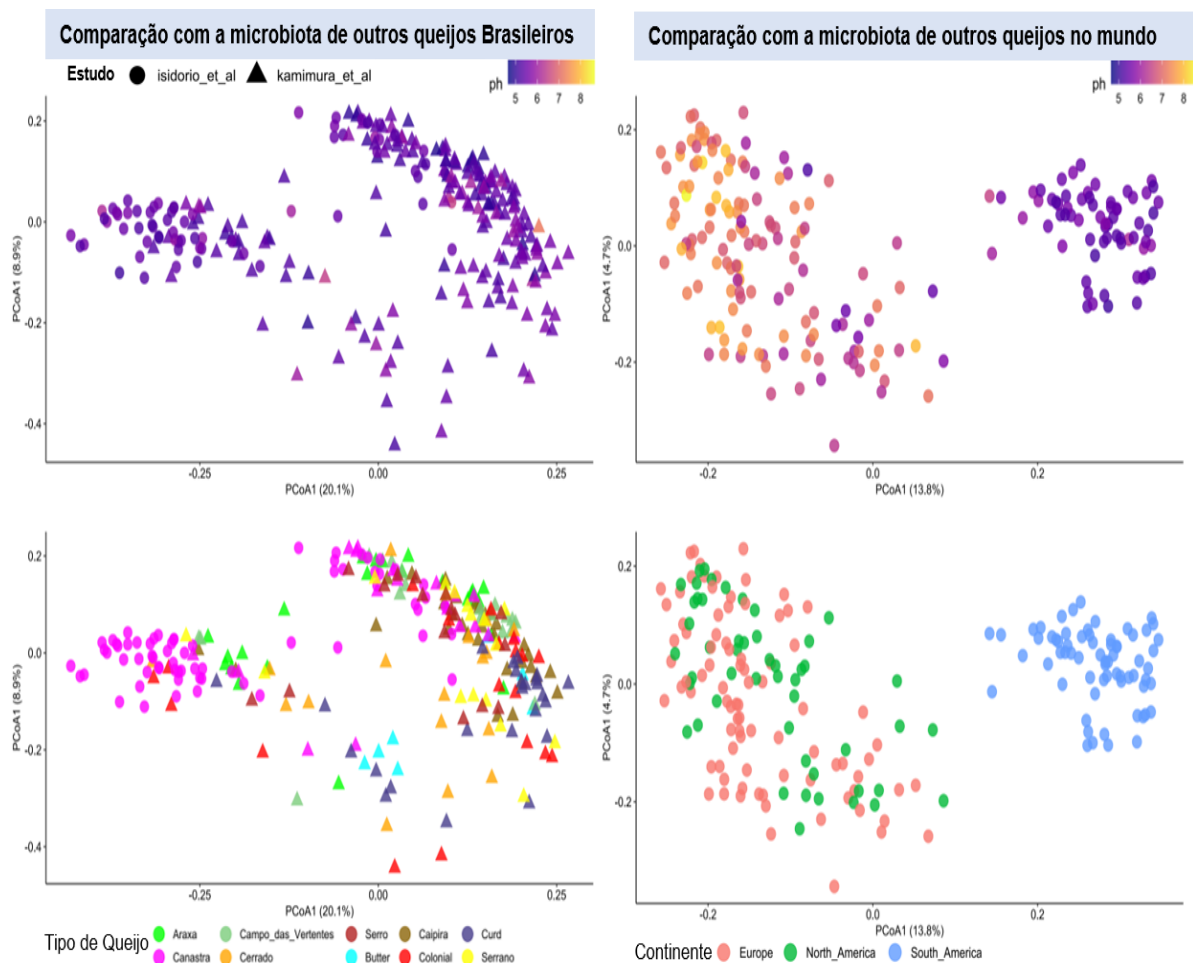 Comparação com a microbiota de outros queijos Brasileiros
Estudo isidorio_et_al kamimura_et_al
ph 5 6 7 8
0.2
0.0
-0.2
-0.4
PCoA1 (8.9%)
-0.25 0.00 0.25
PCoA1 (20.1%)
Comparação com a microbiota de outros queijos no mundo
ph 5 6 7 8
0.2
0.0
-0.2
PCoA1 (4.7%)
-0.2 0.0 0.2
PCoA1 (13.8%)
0.2
0.0
-0.2
-0.4
PCoA1 (8.9%)
-0.25 0.00 0.25
PCoA1 (20.1%)
Tipo de Queijo
Araxa Campo_das_Vertentes Serro Caipira Curd
Canastra Cerrado Butter Colonial Serrano
0.2
0.0
-0.2
PCoA1 (4.7%)
-0.2 0.0 0.2
PCoA1 (13.8%)
Continente Europe North_America South_America